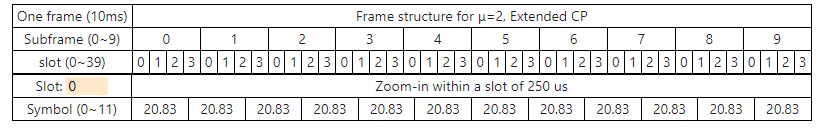 One frame (10ms) Frame structure for μ=2, Extended CP
Subframe (0~9) 0 1 2 3 4 5 6 7 8 9
slot (0~39) 0 1 2 3 0 1 2 3 0 1 2 3 0 1 2 3 0 1 2 3 0 1 2 3 0 1 2 3 0 1 2 3 0 1 2 3 0 1 2 3
Slot: 0 Zoom-in within a slot of 250 us
Symbol (0~11) 20.83 20.83 20.83 20.83 20.83 20.83 20.83 20.83 20.83 20.83 20.83 20.83